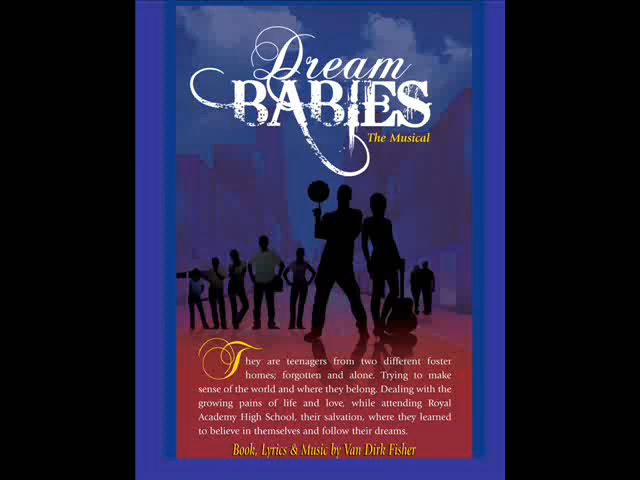 Dream
BABIES
The Musical
They are teenagers from two different foster
homes; forgotten and alone. Trying to make
sense of the world and where they belong. Dealing with the
growing pains of life and love, while attending Royal
Academy High School, their salvation, where they learned
to believe in themselves and follow their dreams.
Book, Lyrics & Music by Van Dirk Fisher